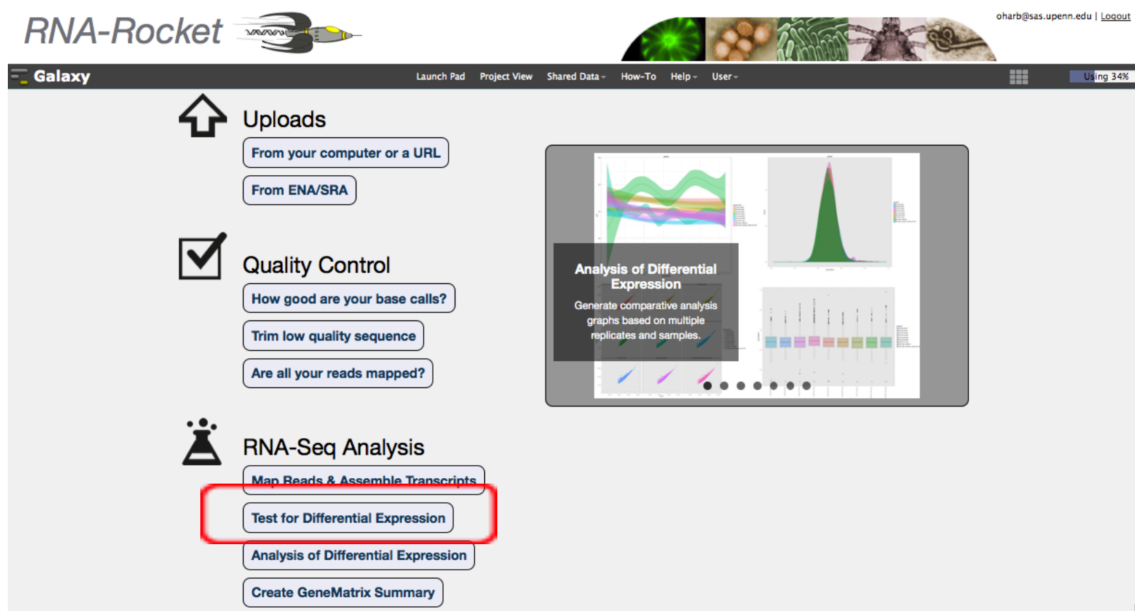 RNA-Rocket
oharb@sas.upenn.edu | Logout
Galaxy
Launch Pad Project View Shared Data How-To Help User
Using 34%
Uploads
From your computer or a URL
From ENA/SRA
Quality Control
How good are your base calls?
Trim low quality sequence
Are all your reads mapped?
Analysis of Differential
Expression
Generate comparative analysis
graphs based on multiple
replicates and samples.
RNA-Seq Analysis
Map Reads & Assemble Transcripts
Test for Differential Expression
Analysis of Differential Expression
Create GeneMatrix Summary